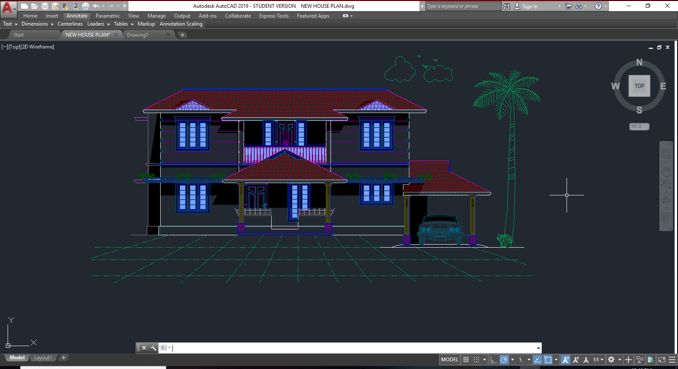 Autodesk AutoCAD 2019 - STUDENT VERSION NEW HOUSE PLAN.dwg
Type a keyword or phrase
Sign In
Home Insert Annotate Parametric View Manage Output Add-ins Collaborate Express Tools Featured Apps
Text Dimensions Centerlines Leaders Tables Markup Annotation Scaling
Start NEW HOUSE PLAN* Drawing1
[−][Top][2D Wireframe]
N
W TOP E
S
WCS
Y
X
Model Layout1
MODEL 1:1